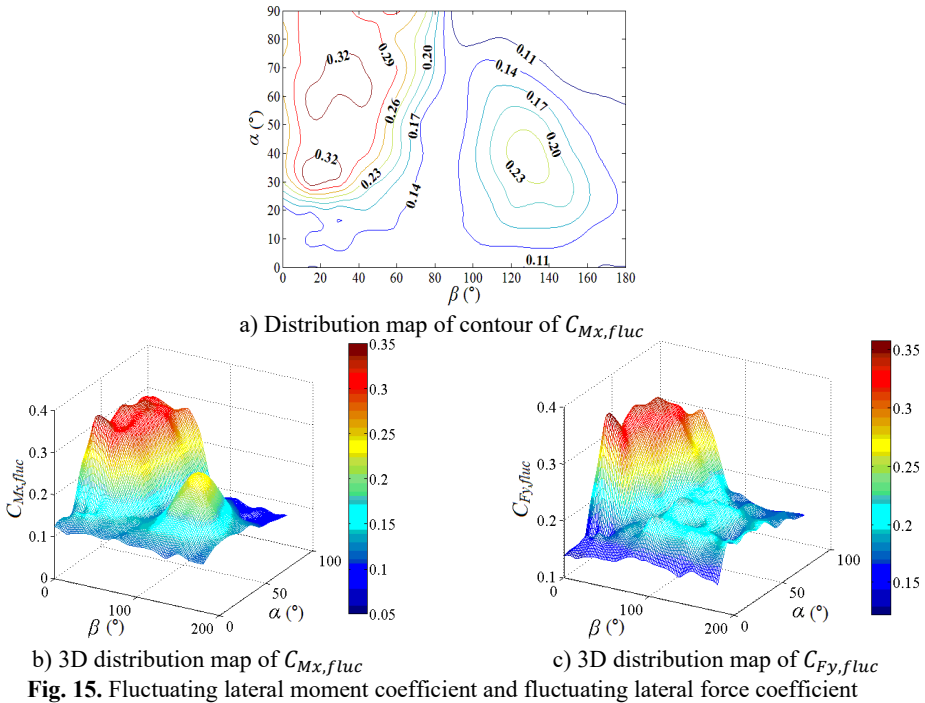 90
80
70
60
50
40
30
20
10
0
α (°)
0.32
0.29
0.20
0.11
0.14
0.17
0.26
0.17
0.20
0.32
0.23
0.23
0.14
0.11
0 20 40 60 80 100 120 140 160 180
β (°)
a) Distribution map of contour of C_{Mx,fluc}
0.4
0.3
0.2
0.1
0
C_{Mx,fluc}
0 100 200
β (°)
0 50 100
α (°)
0.35
0.3
0.25
0.2
0.15
0.1
0.05
b) 3D distribution map of C_{Mx,fluc}
0.4
0.3
0.2
0.1
C_{Fy,fluc}
0 100 200
β (°)
0 50 100
α (°)
0.35
0.3
0.25
0.2
0.15
c) 3D distribution map of C_{Fy,fluc}
Fig. 15. Fluctuating lateral moment coefficient and fluctuating lateral force coefficient